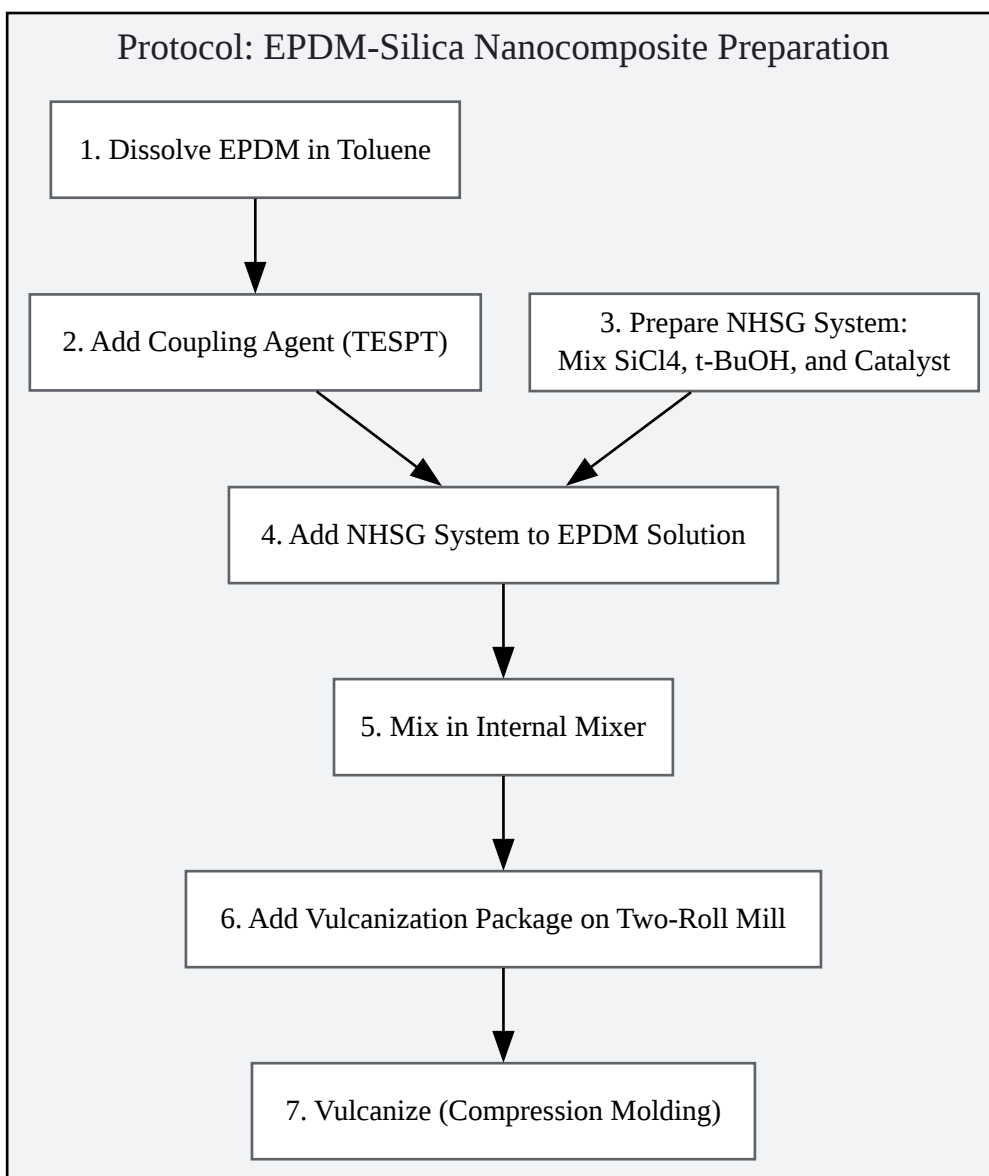 Protocol: EPDM-Silica Nanocomposite Preparation
1. Dissolve EPDM in Toluene
2. Add Coupling Agent (TESPT)
3. Prepare NHSG System:
Mix SiCl4, t-BuOH, and Catalyst
4. Add NHSG System to EPDM Solution
5. Mix in Internal Mixer
6. Add Vulcanization Package on Two-Roll Mill
7. Vulcanize (Compression Molding)